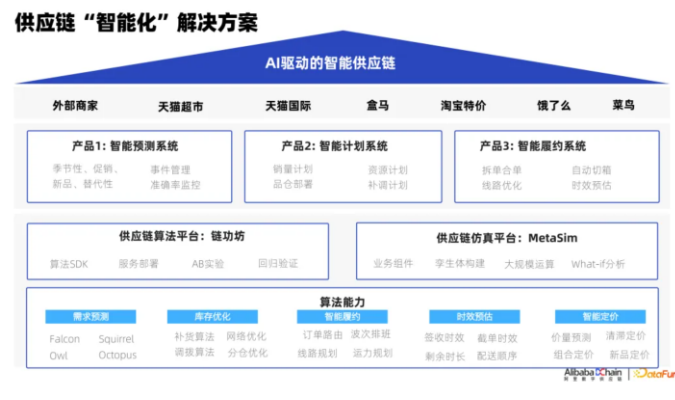 供应链“智能化”解决方案
AI驱动的智能供应链
外部商家 天猫超市 天猫国际 盒马 淘宝特价 饿了么 菜鸟
产品1: 智能预测系统 产品2: 智能计划系统 产品3: 智能履约系统
季节性、促销、 事件管理 销量计划 资源计划 拆单合单 自动切箱
新品、替代性 准确率监控 品仓部署 补调计划 线路优化 时效预估
供应链算法平台：链功坊 供应链仿真平台：MetaSim
算法SDK 服务部署 AB实验 回归验证 业务组件 孪生体构建 大规模运算 What-if分析
算法能力
需求预测 库存优化 智能履约 时效预估 智能定价
Falcon Squirrel 补货算法 网络优化 订单路由 波次排班 签收时效 截单时效 价量预测 清滞定价
Owl Octopus 调拨算法 分仓优化 线路规划 运力规划 剩余时长 配送顺序 组合定价 新品定价
Alibaba Chain DataFun
阿里数字供应链